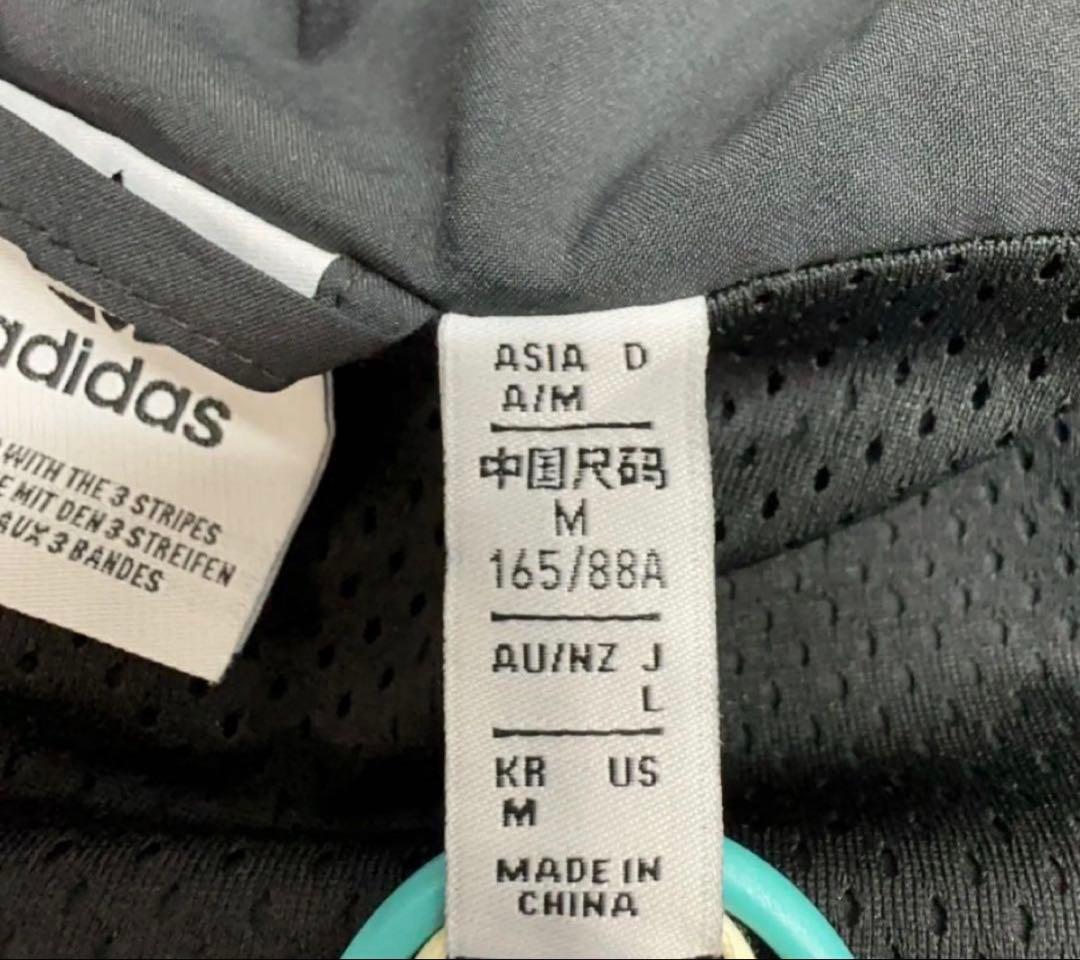 adidas
WITH THE 3 STRIPES
E MIT DEN 3 STREIFEN
AUX 3 BANDES
ASIA D
A/M
中国尺码
M
165/88A
AU/NZ J
L
KR US
M
MADE IN
CHINA